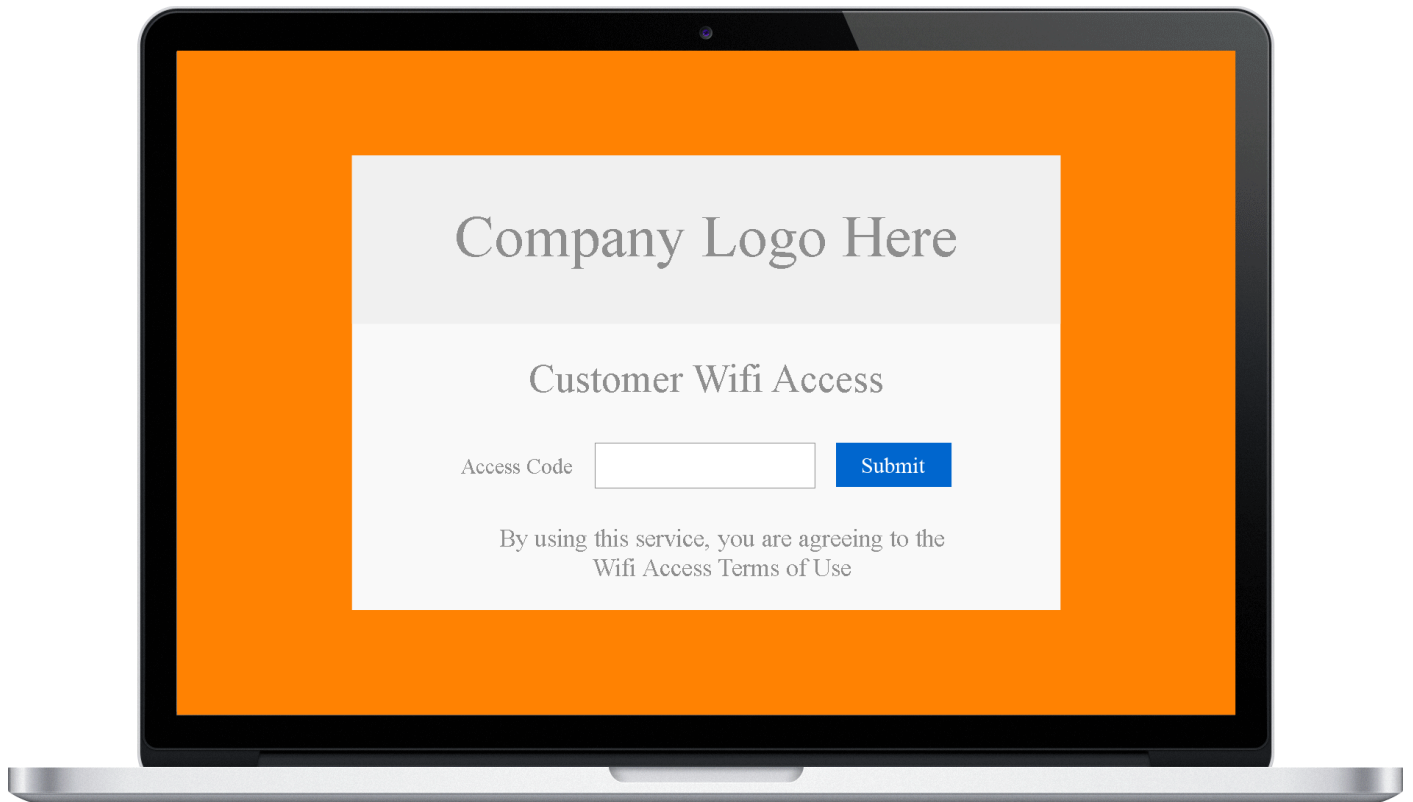 Company Logo Here
Customer Wifi Access
Access Code
Submit
By using this service, you are agreeing to the
Wifi Access Terms of Use